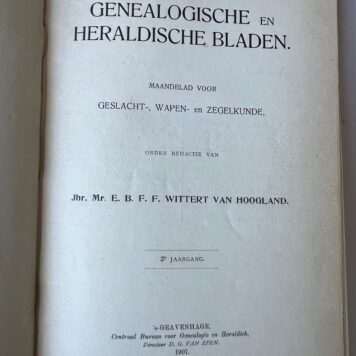 GENEALOGISCHE EN
HERALDISCHE BLADEN.
MAANDBLAD VOOR
GESLACHT-, WAPEN- en ZEGELKUNDE,
ONDER REDACTIE VAN
Jhr. Mr. E. B. F. F. WITTERT VAN HOOGLAND.
2e JAARGANG.
's-GRAVENHAGE,
Centraal Bureau voor Genealogie en Heraldiek,
Directeur D. G. VAN EPEN.
1907.